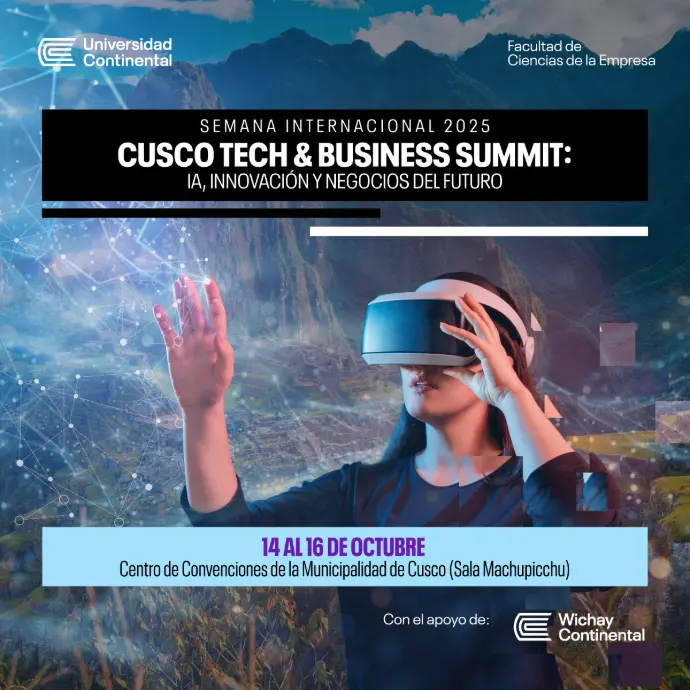 Universidad
Continental
Facultad de
Ciencias de la Empresa
SEMANA INTERNACIONAL 2025
CUSCO TECH & BUSINESS SUMMIT:
IA, INNOVACIÓN Y NEGOCIOS DEL FUTURO
14 AL 16 DE OCTUBRE
Centro de Convenciones de la Municipalidad de Cusco (Sala Machupicchu)
Con el apoyo de:
Wichay
Continental